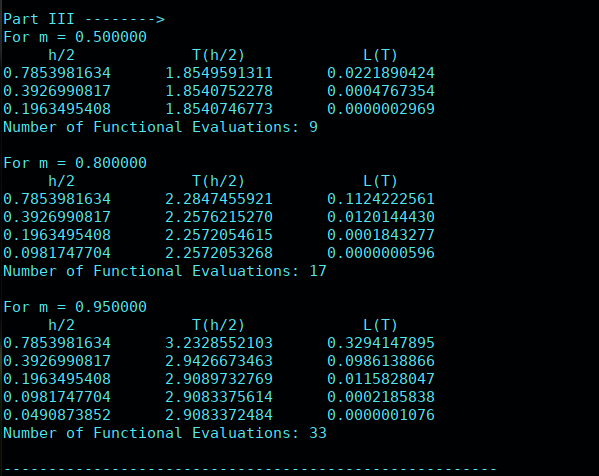 Part III -------->
For m = 0.500000
h/2 T(h/2) L(T)
0.7853981634 1.8549591311 0.0221890424
0.3926990817 1.8540752278 0.0004767354
0.1963495408 1.8540746773 0.0000002969
Number of Functional Evaluations: 9
For m = 0.800000
h/2 T(h/2) L(T)
0.7853981634 2.2847455921 0.1124222561
0.3926990817 2.2576215270 0.0120144430
0.1963495408 2.2572054615 0.0001843277
0.0981747704 2.2572053268 0.0000000596
Number of Functional Evaluations: 17
For m = 0.950000
h/2 T(h/2) L(T)
0.7853981634 3.2328552103 0.3294147895
0.3926990817 2.9426673463 0.0986138866
0.1963495408 2.9089732769 0.0115828047
0.0981747704 2.9083375614 0.0002185838
0.0490873852 2.9083372484 0.0000001076
Number of Functional Evaluations: 33
-------------------------------------------------------